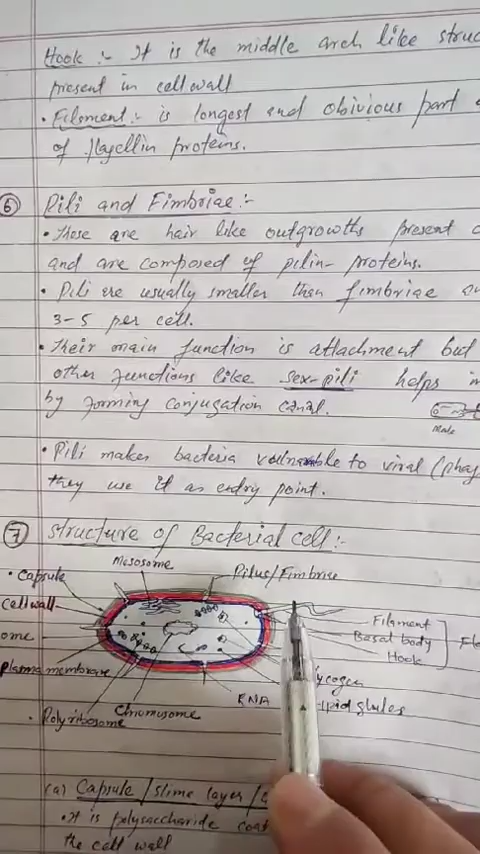 Hook :- It is the middle arch like struc
present in cell wall
• Filament :- is longest and obivious part
of flagellin proteins.
⑥ Pili and Fimbriae :-
• These are hair like outgrowths present
and are composed of pilin- proteins.
• Pili are usually smaller than fimbriae
3-5 per cell.
• Their main function is attachment but
other functions like sex-pili helps in
by forming conjugation canal.
Male
• Pili makes bacteria vulnerable to viral (phag
they use it as entry point.
⑦ Structure of Bacterial cell :-
Mesosome
• Capsule
Pilus/Fimbriae
Cell wall
Filament
ome
Basal body
Hook
Fl
plasma membrane
ycogen
RNA
lipid globules
• Polyribosome
Chromosome
(a) Capsule / Slime layer /
• It is polysaccharide coat
the cell wall